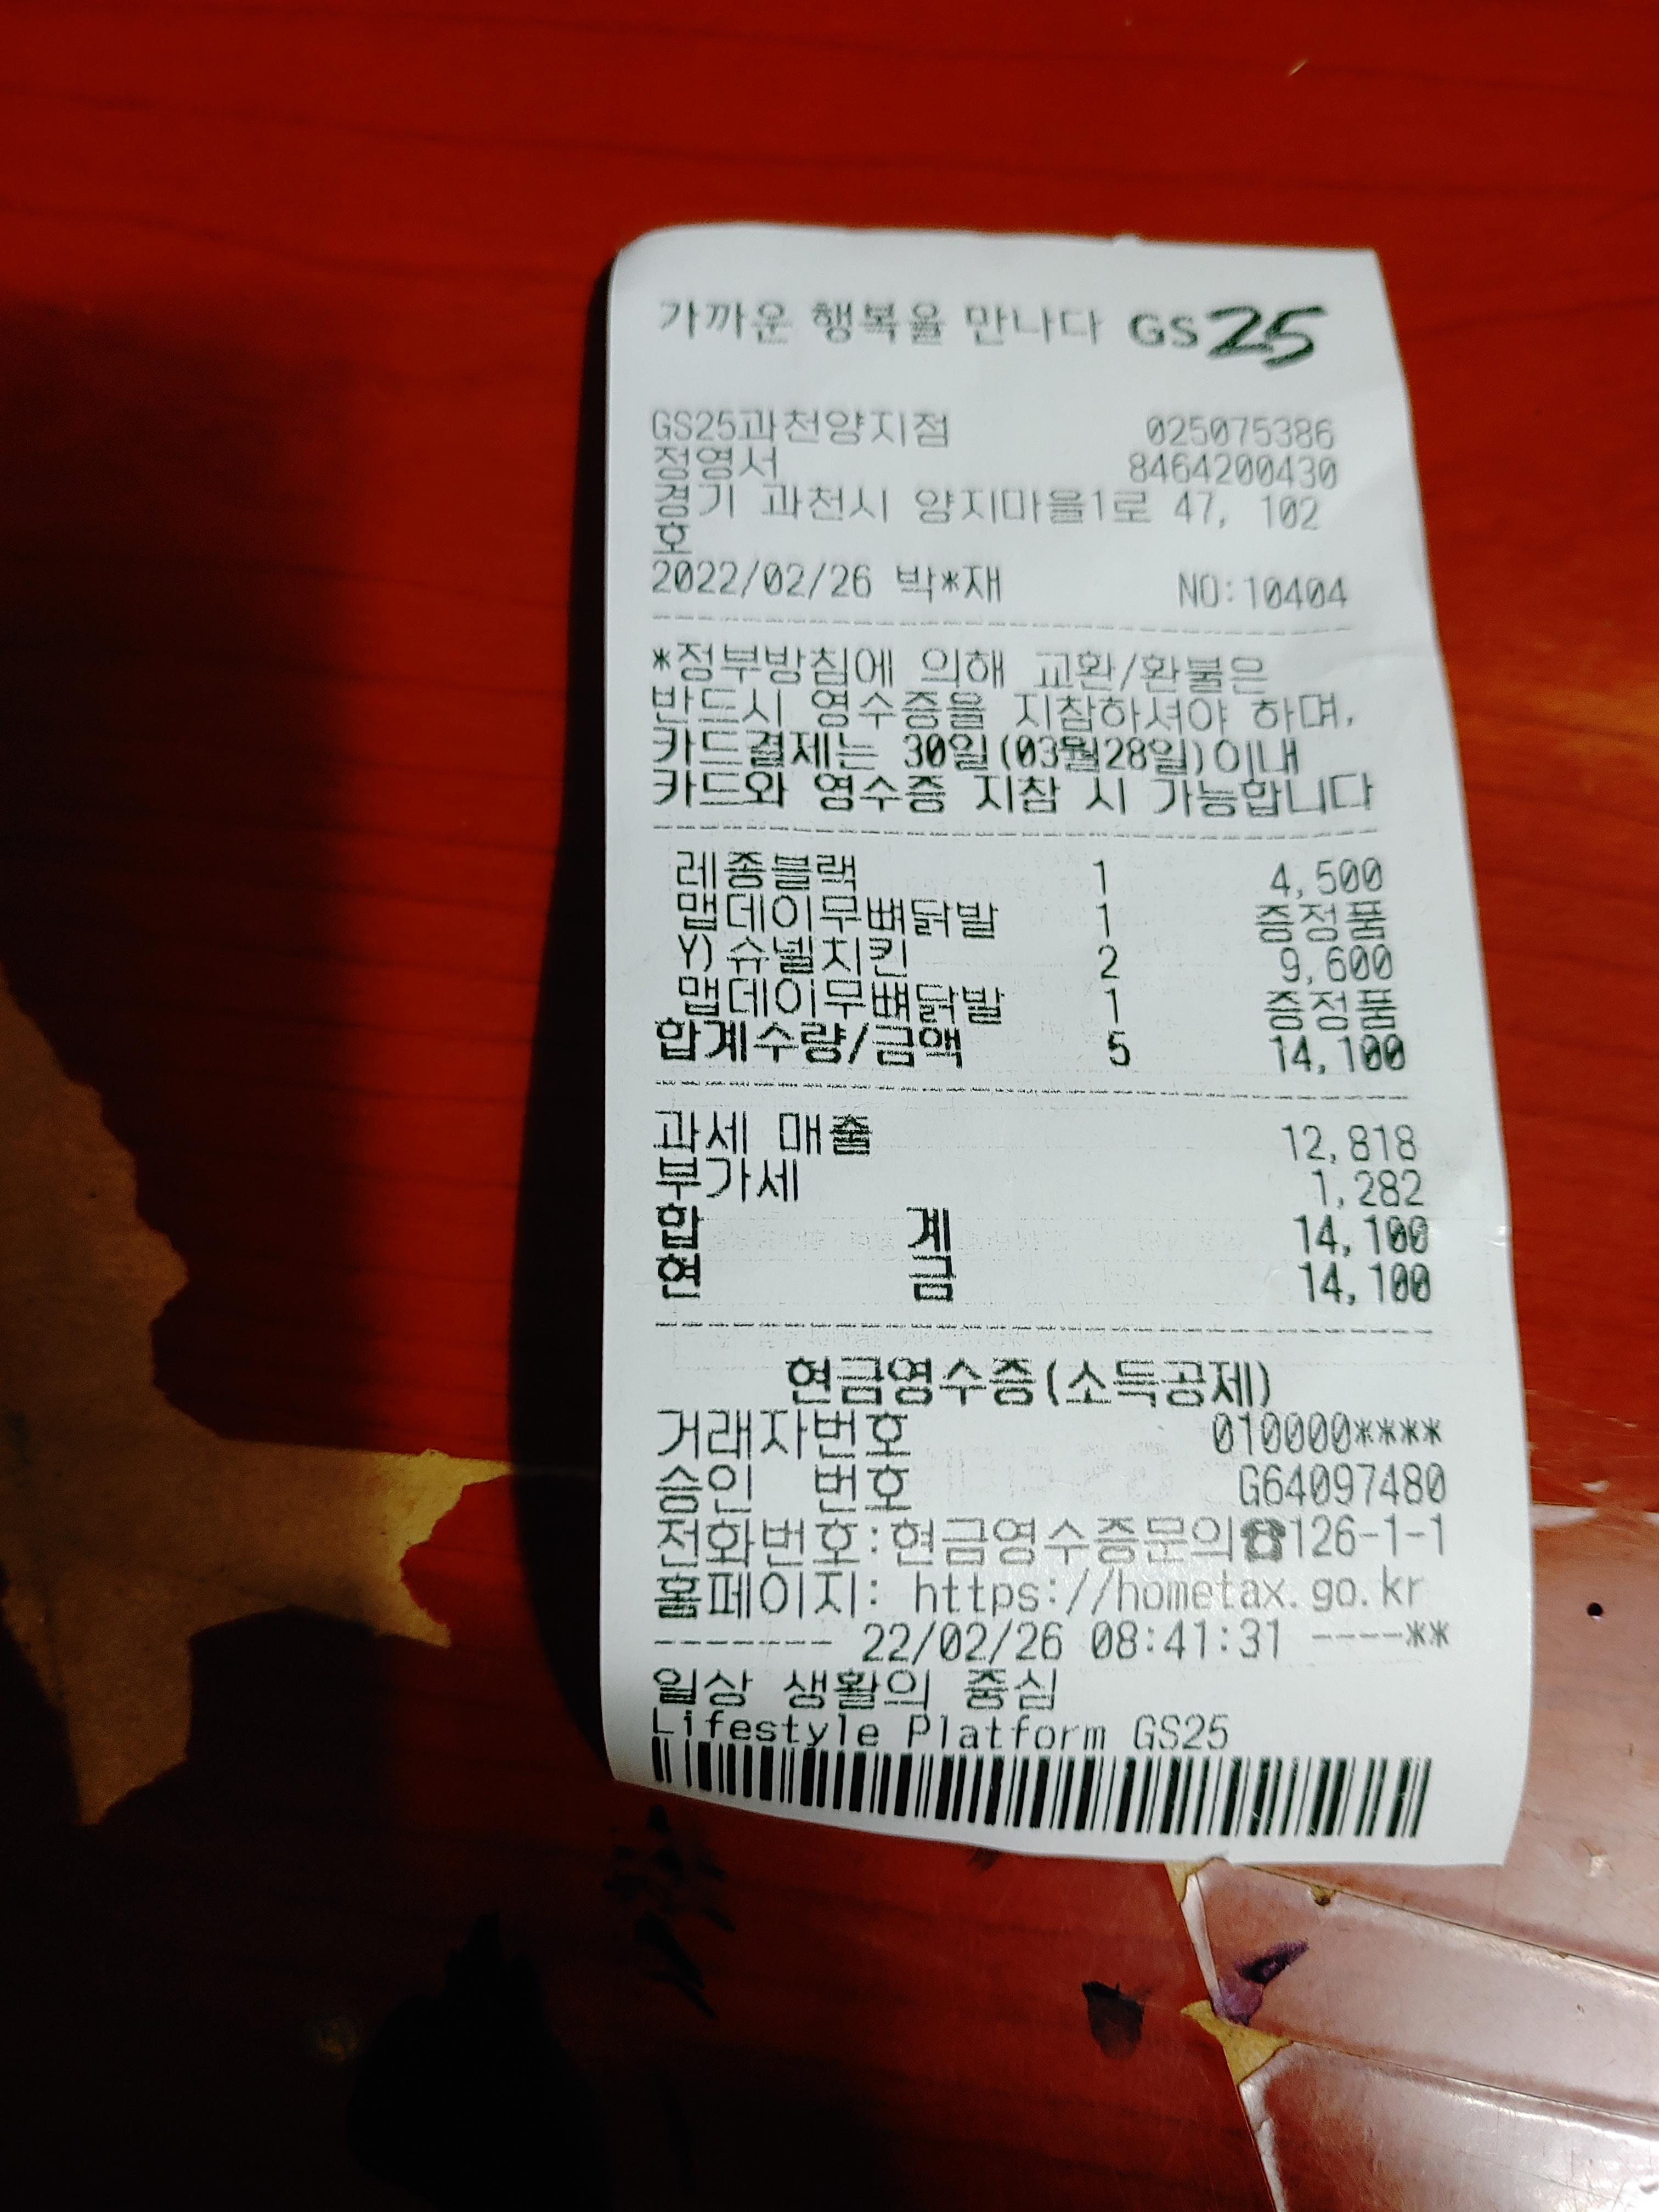 가까운 행복을 만나다 GS25
GS25과천양지점 025075386
정영서 8464200430
경기 과천시 양지마을1로 47, 102
호
2022/02/26 박*재 NO:10404
*정부방침에 의해 교환/환불은
반드시 영수증을 지참하셔야 하며,
카드결제는 30일(03월28일)이내
카드와 영수증 지참 시 가능합니다
레종블랙 1 4,500
맵데이무뼈닭발 1 증정품
Y)슈넬치킨 2 9,600
맵데이무뼈닭발 1 증정품
합계수량/금액 5 14,100
과세 매출 12,818
부가세 1,282
합 계 14,100
현 금 14,100
현금영수증(소득공제)
거래자번호 010000****
승인 번호 G64097480
전화번호:현금영수증문의☎126-1-1
홈페이지: https://hometax.go.kr
------- 22/02/26 08:41:31 ----**
일상 생활의 중심
Lifestyle Platform GS25